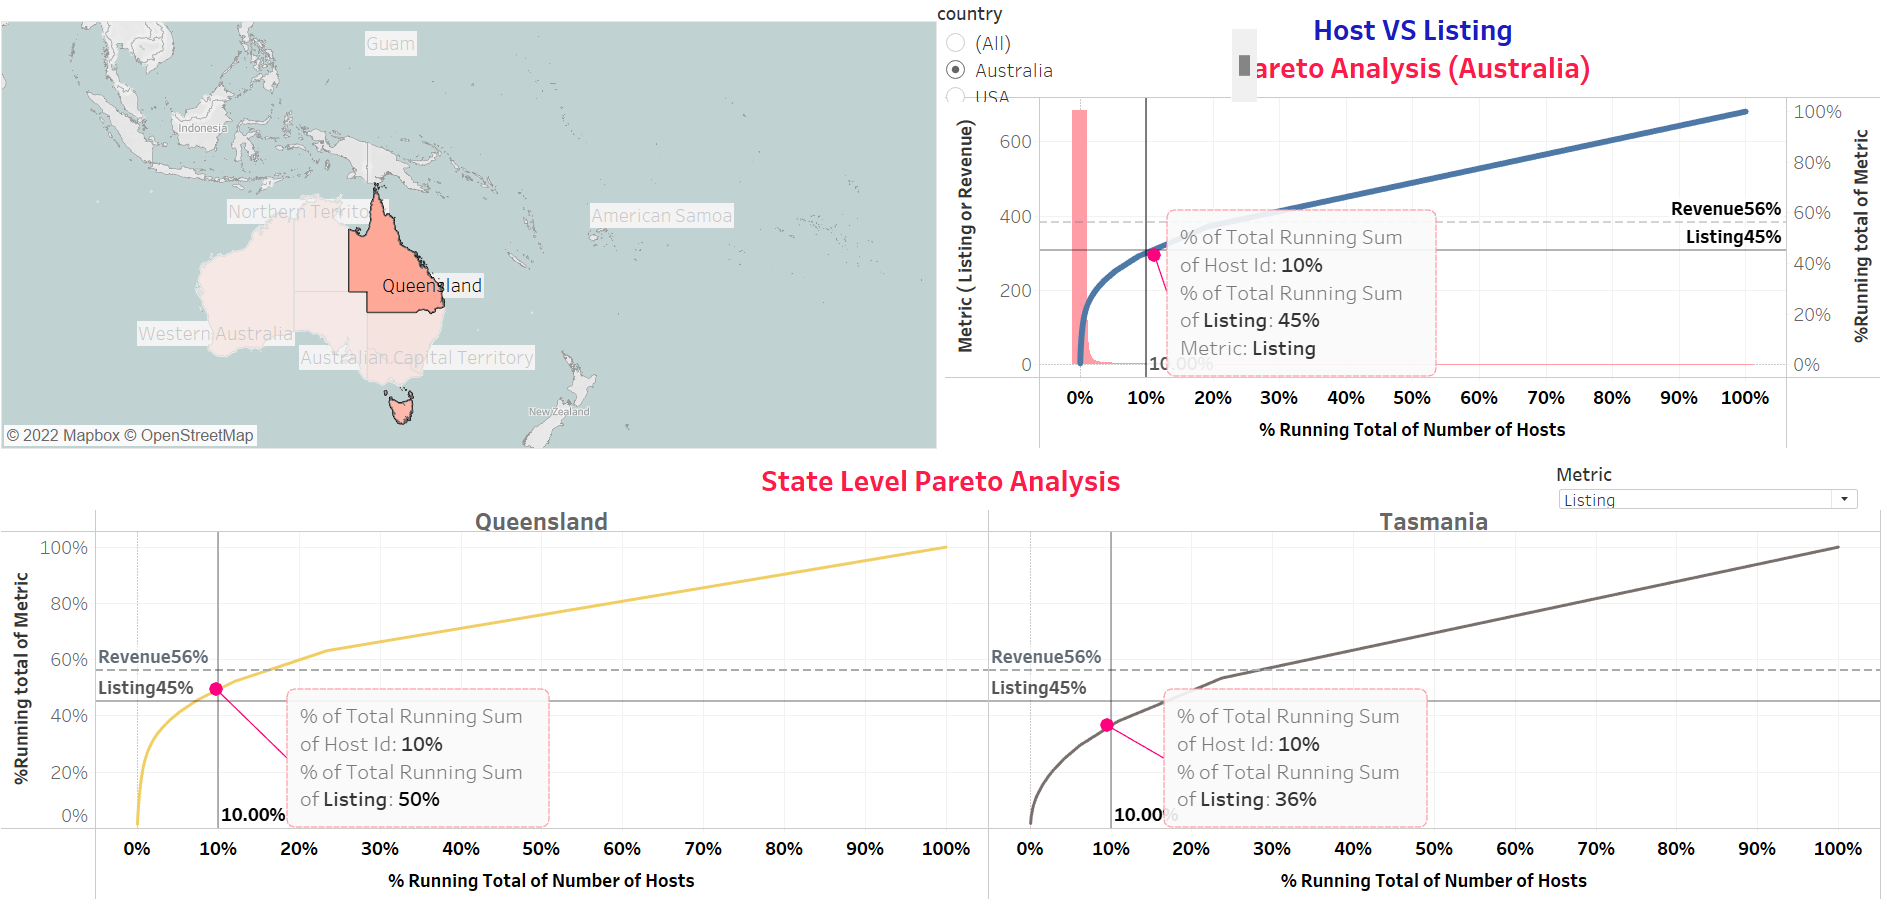 Guam
Indonesia
Northern Territo
American Samoa
Queensland
Western Australia
Australian Capital Territory
New Zealand
© 2022 Mapbox © OpenStreetMap
country
(All)
Australia
USA
Host VS Listing
areto Analysis (Australia)
Metric ( Listing or Revenue)
600
400
200
0
100%
80%
60%
40%
20%
0%
%Running total of Metric
Revenue56%
Listing45%
% of Total Running Sum
of Host Id: 10%
% of Total Running Sum
of Listing: 45%
Metric: Listing
10.00%
0% 10% 20% 30% 40% 50% 60% 70% 80% 90% 100%
% Running Total of Number of Hosts
State Level Pareto Analysis
Metric
Listing
Queensland
Tasmania
%Running total of Metric
100%
80%
60%
40%
20%
0%
Revenue56%
Listing45%
% of Total Running Sum
of Host Id: 10%
% of Total Running Sum
of Listing: 50%
10.00%
0% 10% 20% 30% 40% 50% 60% 70% 80% 90% 100%
% Running Total of Number of Hosts
Revenue56%
Listing45%
% of Total Running Sum
of Host Id: 10%
% of Total Running Sum
of Listing: 36%
10.00%
0% 10% 20% 30% 40% 50% 60% 70% 80% 90% 100%
% Running Total of Number of Hosts